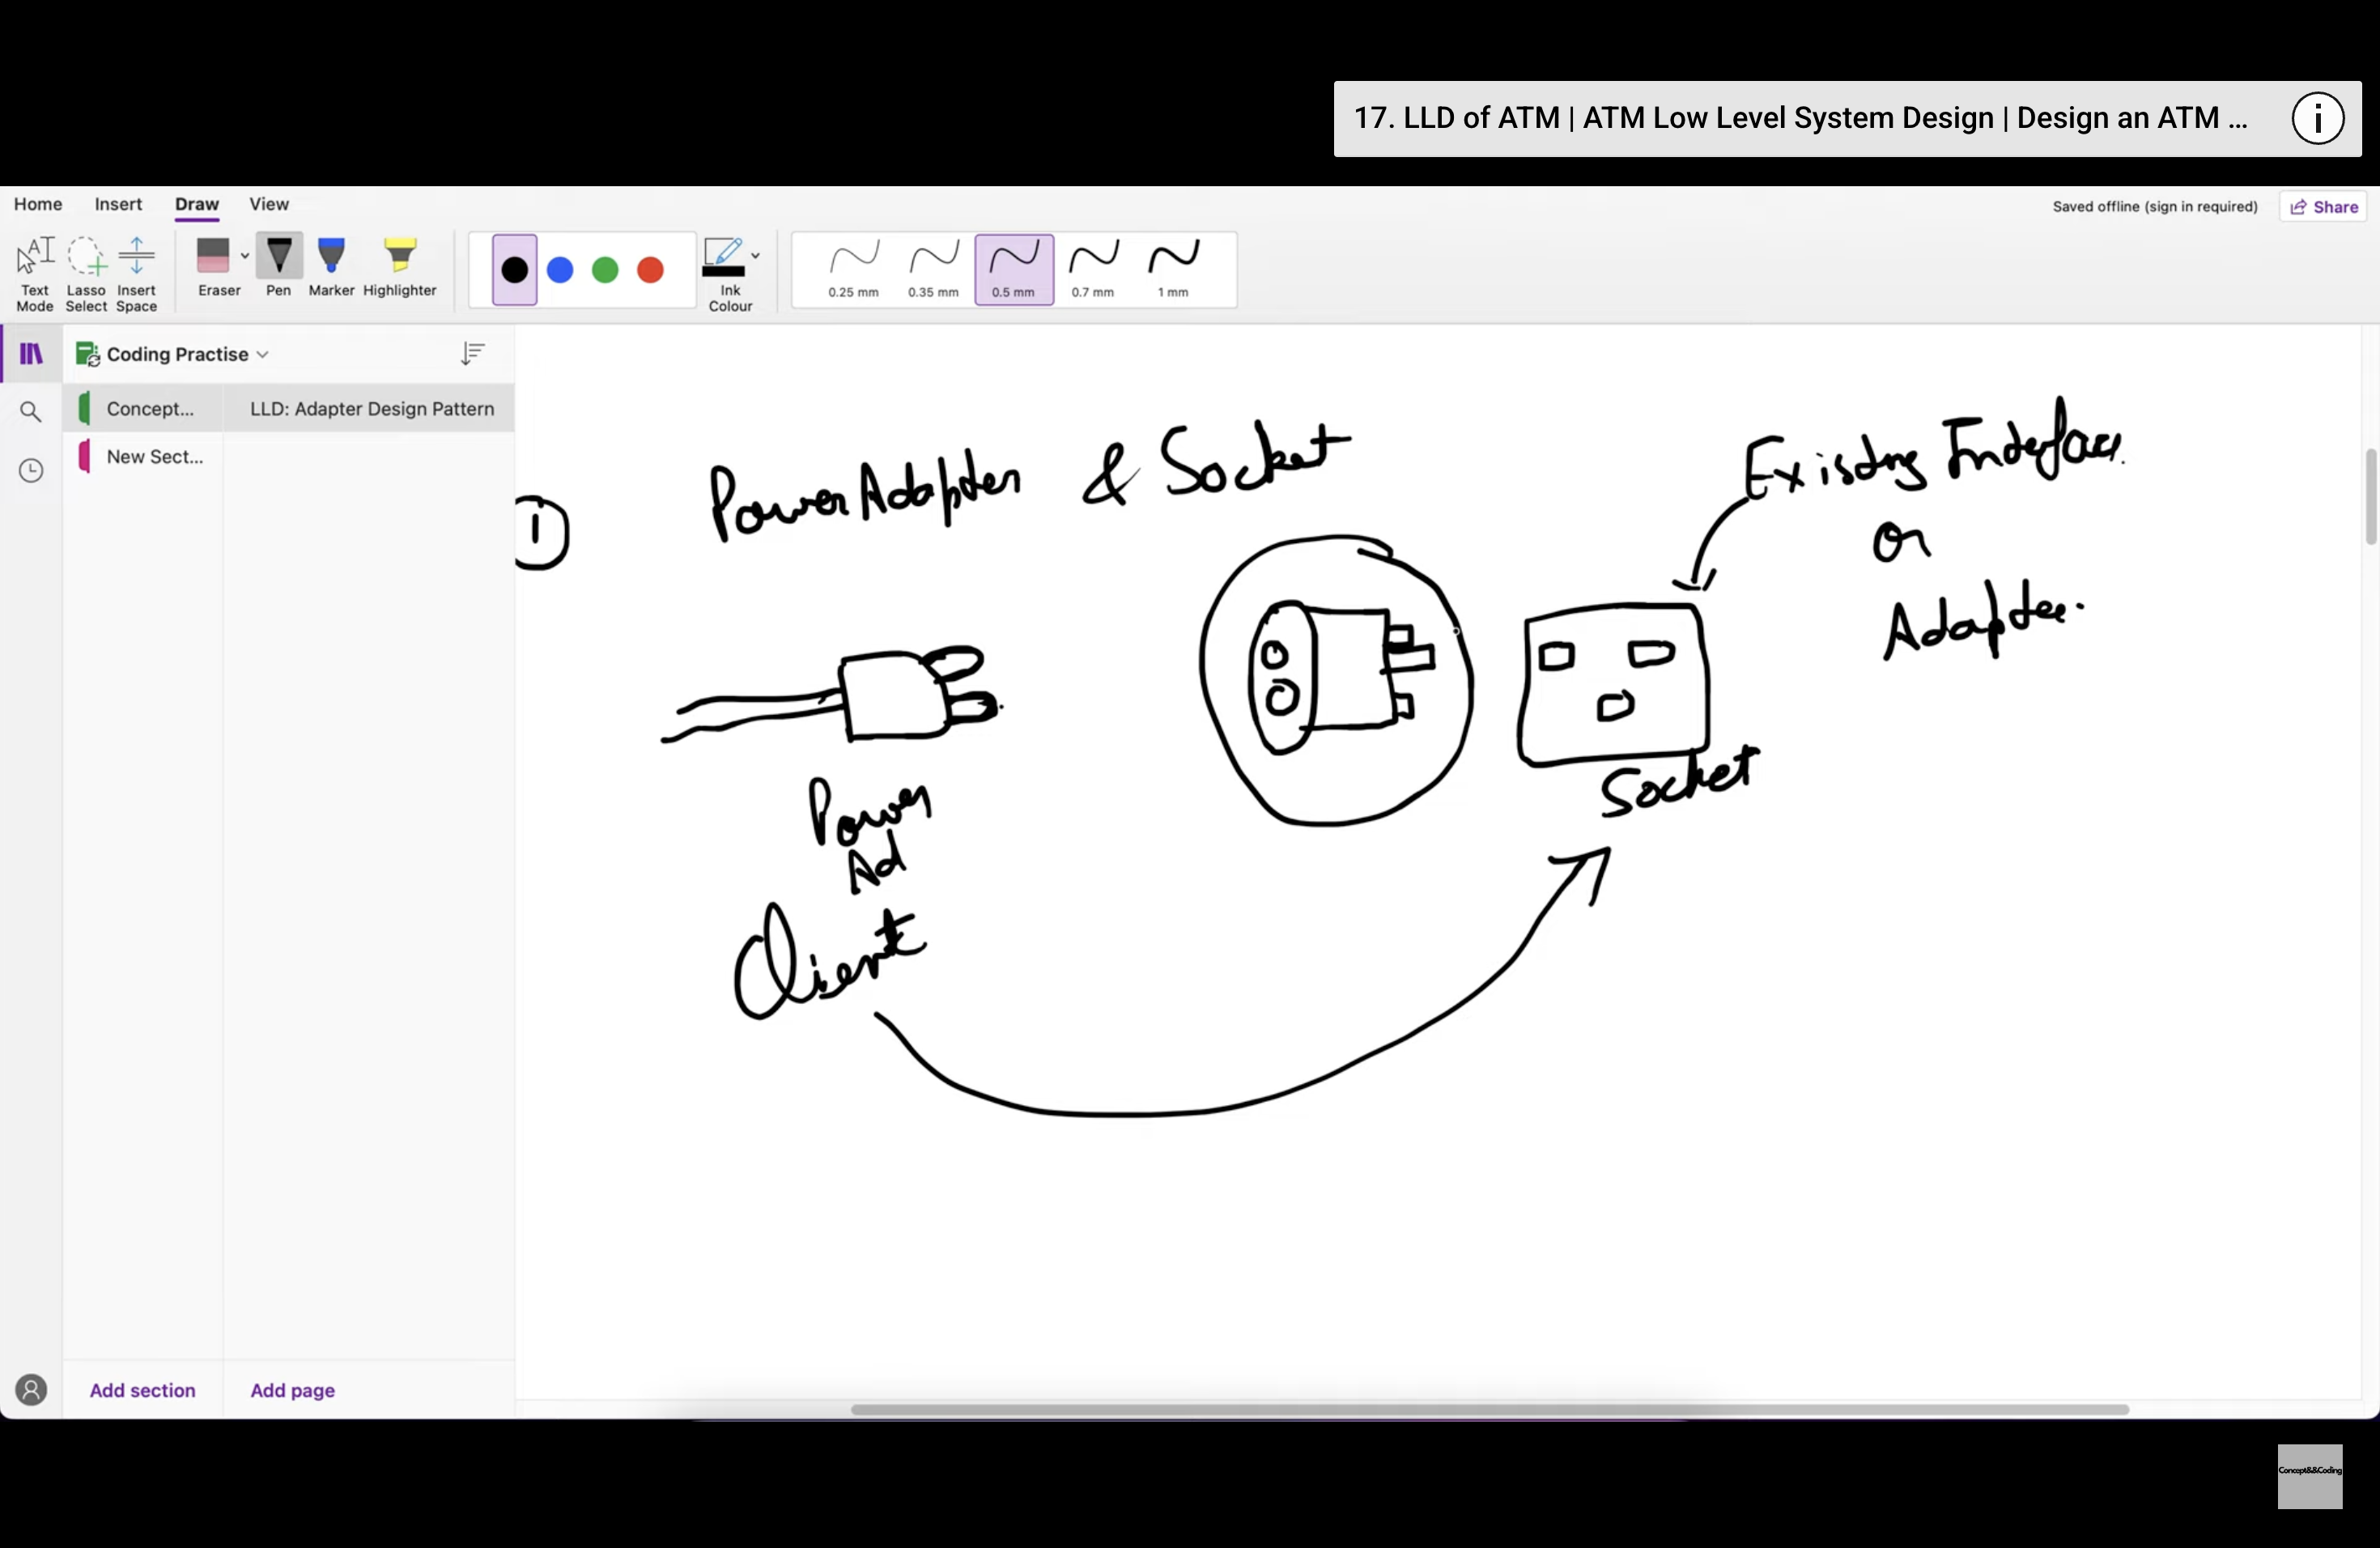 17. LLD of ATM | ATM Low Level System Design | Design an ATM ...
Home Insert Draw View
Saved offline (sign in required) Share
Text Mode Lasso Select Insert Space Eraser Pen Marker Highlighter Ink Colour 0.25 mm 0.35 mm 0.5 mm 0.7 mm 1 mm
Coding Practise
Concept... LLD: Adapter Design Pattern
New Sect...
1
Power Adapter & Socket
Existing Interface
or
Adaptee.
Power
Ad
Client
Socket
Add section Add page
Concept&&Coding